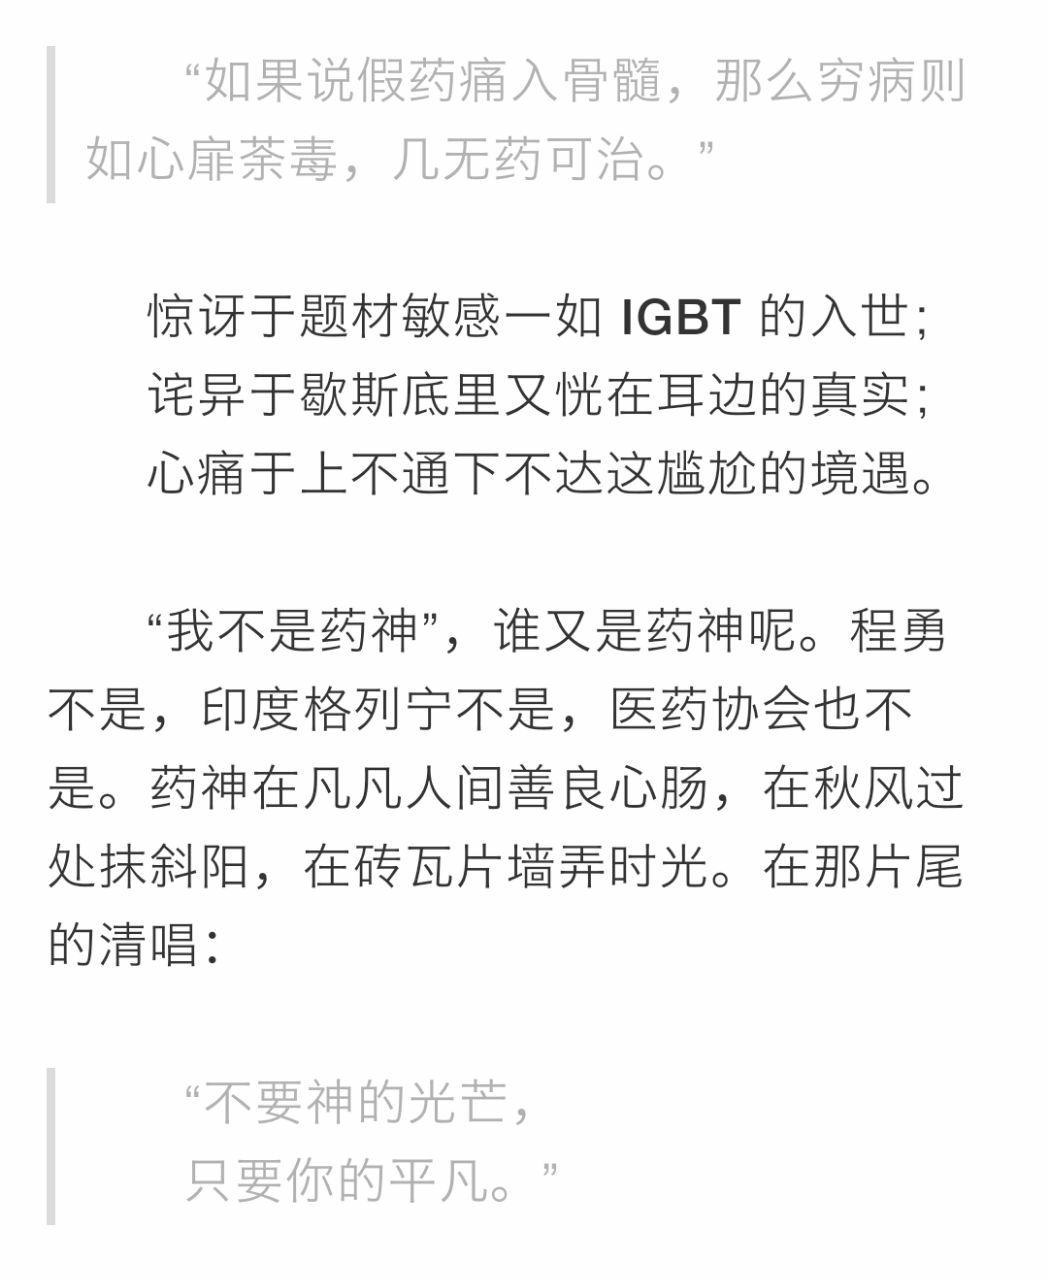 “如果说假药痛入骨髓，那么穷病则
如心扉荼毒，几无药可治。”
惊讶于题材敏感一如 IGBT 的入世；
诧异于歇斯底里又恍在耳边的真实；
心痛于上不通下不达这尴尬的境遇。
“我不是药神”，谁又是药神呢。程勇
不是，印度格列宁不是，医药协会也不
是。药神在凡凡人间善良心肠，在秋风过
处抹斜阳，在砖瓦片墙弄时光。在那片尾
的清唱：
“不要神的光芒，
只要你的平凡。”